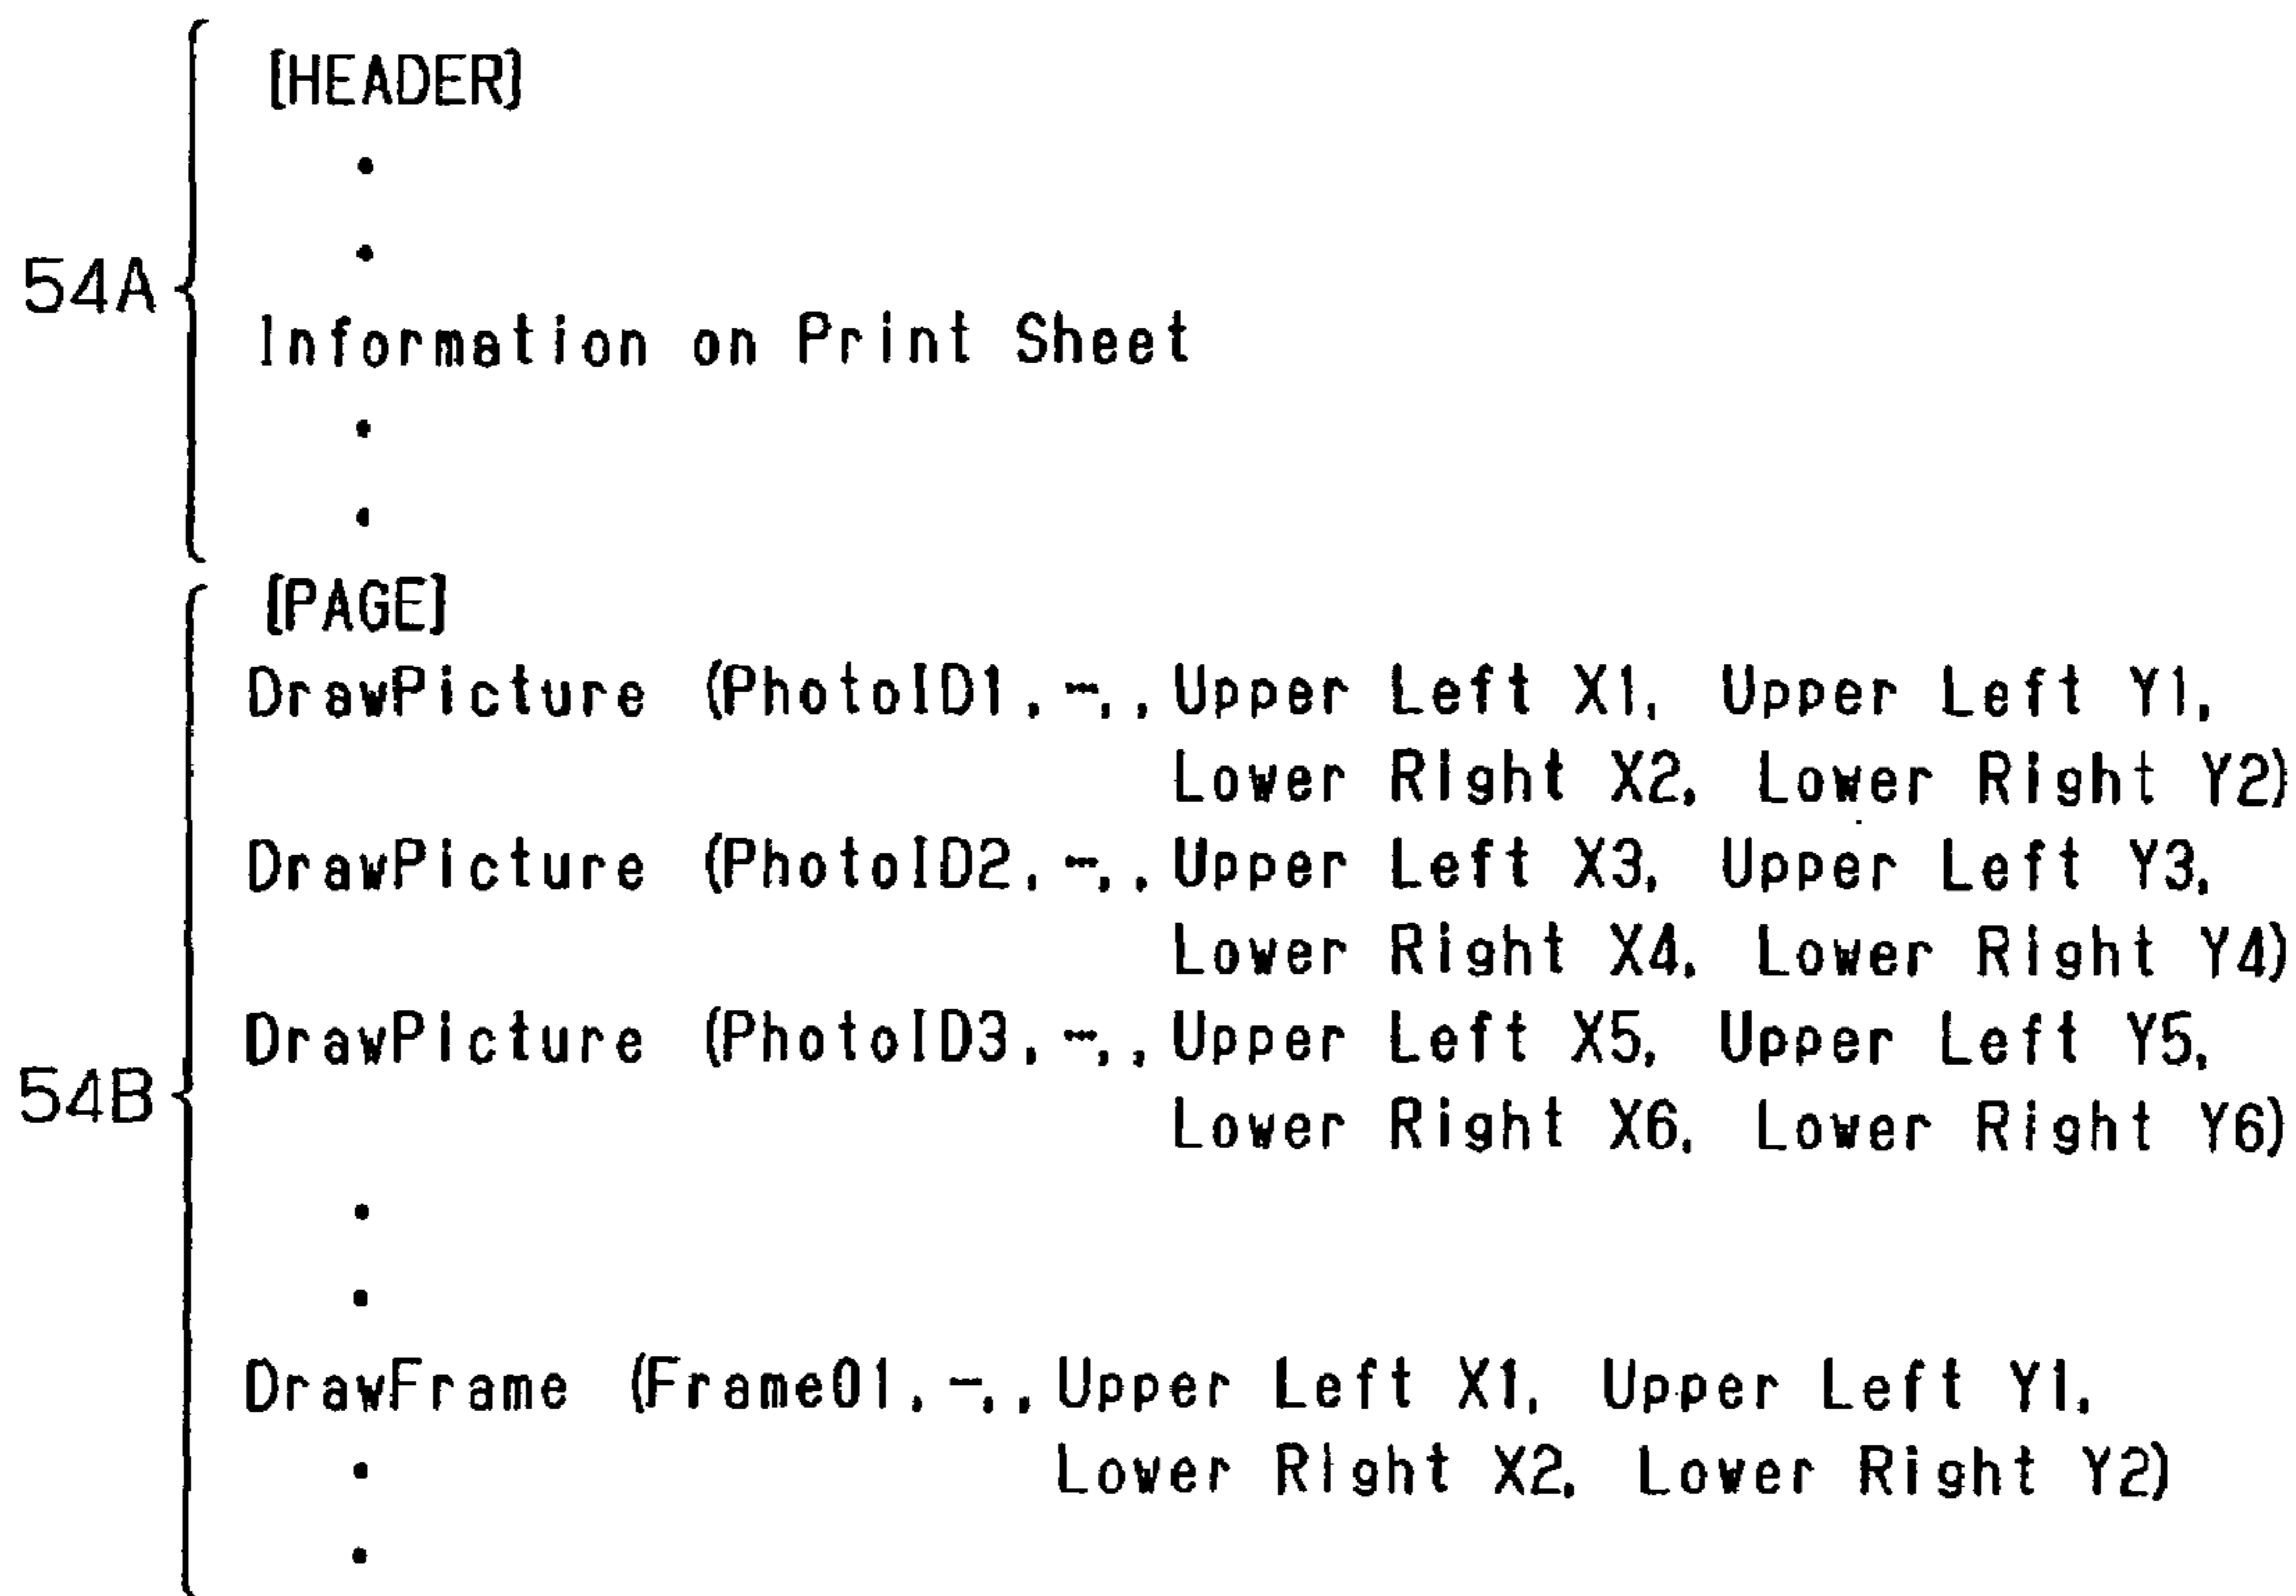 [HEADER]
54A
Information on Print Sheet
[PAGE]
DrawPicture (PhotoID1, ~,, Upper Left X1, Upper Left Y1,
Lower Right X2, Lower Right Y2)
DrawPicture (PhotoID2, ~,, Upper Left X3, Upper Left Y3,
Lower Right X4, Lower Right Y4)
DrawPicture (PhotoID3, ~,, Upper Left X5, Upper Left Y5,
54B
Lower Right X6, Lower Right Y6)
DrawFrame (Frame01, ~,, Upper Left X1, Upper Left Y1,
Lower Right X2, Lower Right Y2)